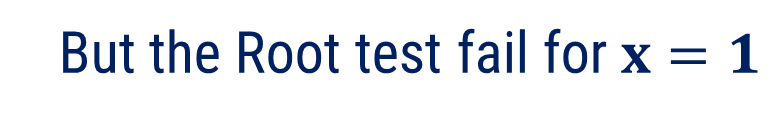 But the Root test fail for x = 1